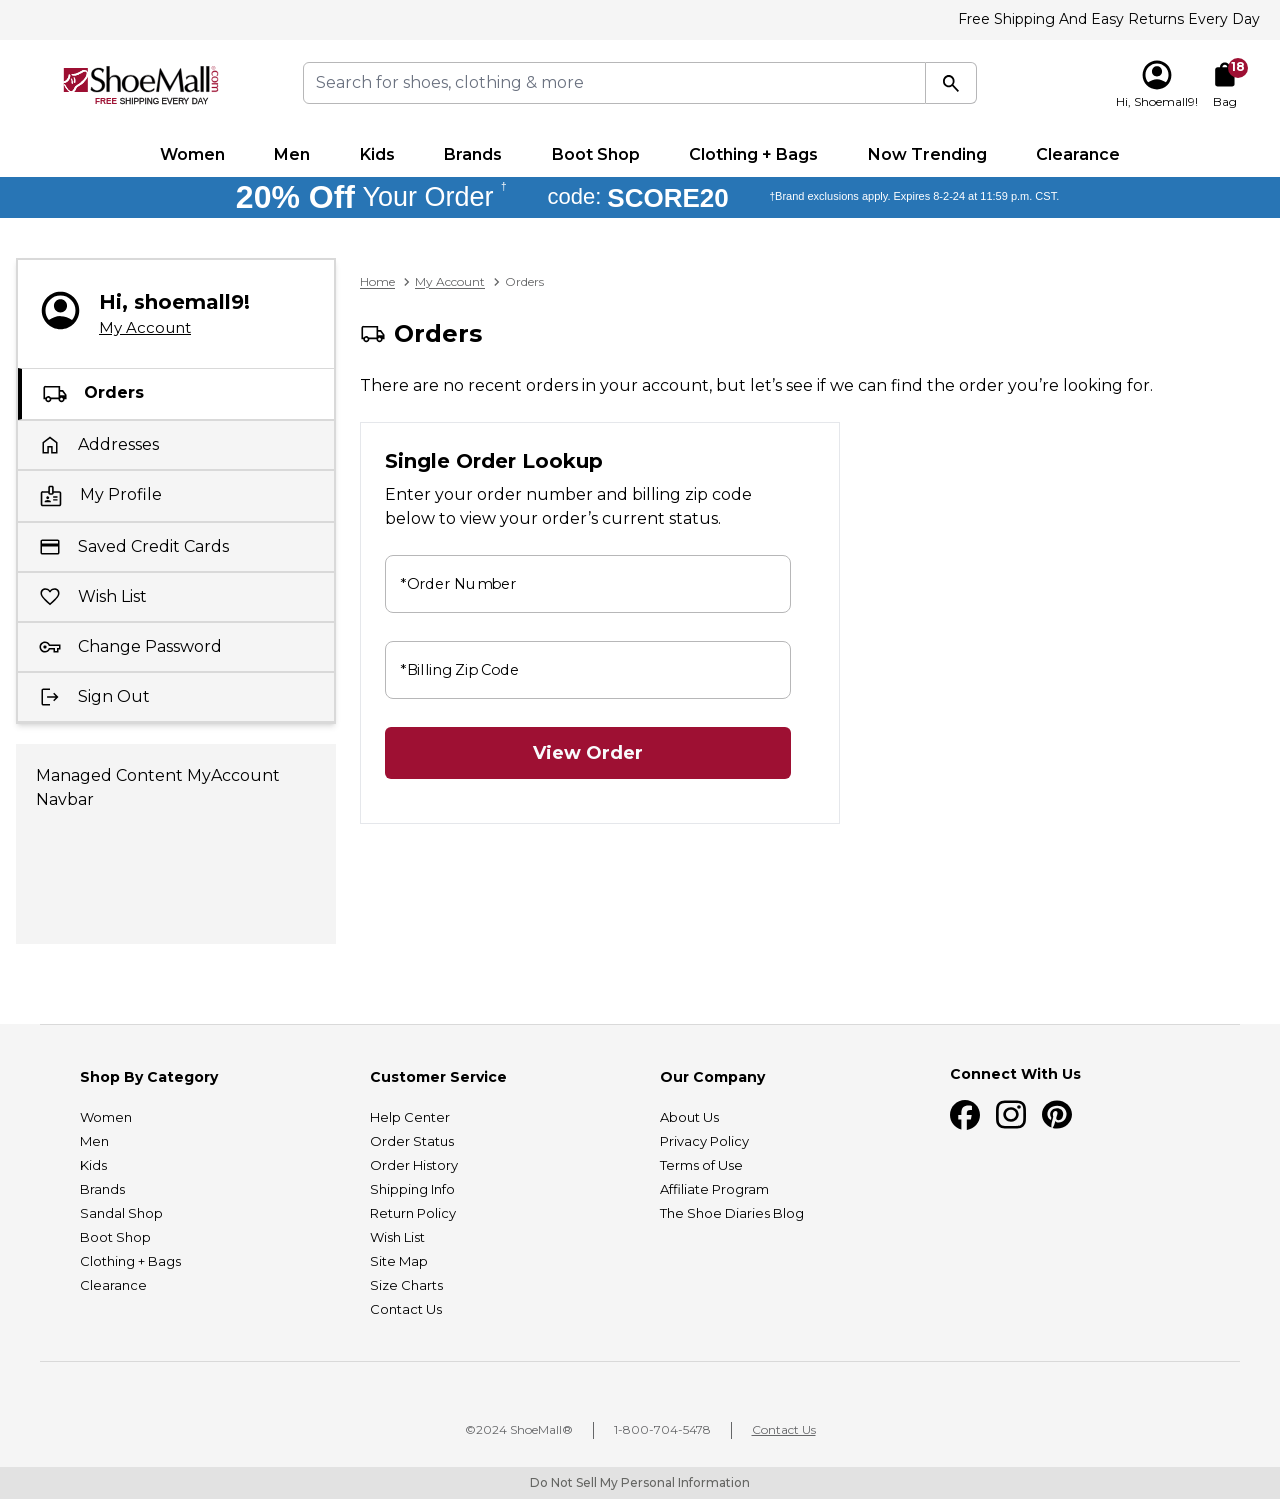 Free Shipping And Easy Returns Every Day
ShoeMall.com®
FREE SHIPPING EVERY DAY
Search for shoes, clothing & more
18
Hi, Shoemall9!
Bag
Women Men Kids Brands Boot Shop Clothing + Bags Now Trending Clearance
20% Off Your Order † code: SCORE20 †Brand exclusions apply. Expires 8-2-24 at 11:59 p.m. CST.
Hi, shoemall9!
My Account
Orders
Addresses
My Profile
Saved Credit Cards
Wish List
Change Password
Sign Out
Managed Content MyAccount
Navbar
Home > My Account > Orders
Orders
There are no recent orders in your account, but let’s see if we can find the order you’re looking for.
Single Order Lookup
Enter your order number and billing zip code
below to view your order’s current status.
*Order Number
*Billing Zip Code
View Order
Shop By Category
Women
Men
Kids
Brands
Sandal Shop
Boot Shop
Clothing + Bags
Clearance
Customer Service
Help Center
Order Status
Order History
Shipping Info
Return Policy
Wish List
Site Map
Size Charts
Contact Us
Our Company
About Us
Privacy Policy
Terms of Use
Affiliate Program
The Shoe Diaries Blog
Connect With Us
©2024 ShoeMall® | 1-800-704-5478 | Contact Us
Do Not Sell My Personal Information